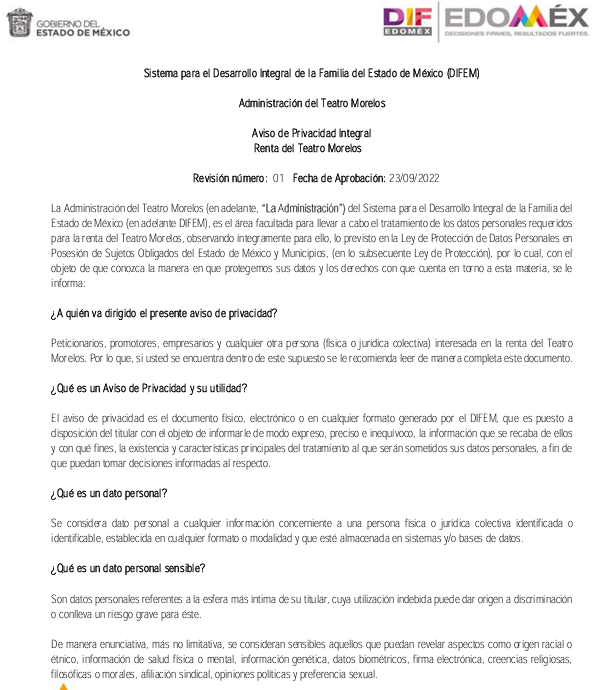 GOBIERNO DEL
ESTADO DE MÉXICO
DIF
EDOMÉX
EDOMÉX
DECISIONES FIRMES, RESULTADOS FUERTES.
Sistema para el Desarrollo Integral de la Familia del Estado de México (DIFEM)
Administración del Teatro Morelos
Aviso de Privacidad Integral
Renta del Teatro Morelos
Revisión número: 01 Fecha de Aprobación: 23/09/2022
La Administración del Teatro Morelos (en adelante, "La Administración") del Sistema para el Desarrollo Integral de la Familia del
Estado de México (en adelante DIFEM), es el área facultada para llevar a cabo el tratamiento de los datos personales requeridos
para la renta del Teatro Morelos, observando íntegramente para ello, lo previsto en la Ley de Protección de Datos Personales en
Posesión de Sujetos Obligados del Estado de México y Municipios, (en lo subsecuente Ley de Protección), por lo cual, con el
objeto de que conozca la manera en que protegemos sus datos y los derechos con que cuenta en torno a esta materia, se le
informa:
¿A quién va dirigido el presente aviso de privacidad?
Peticionarios, promotores, empresarios y cualquier otra persona (física o jurídica colectiva) interesada en la renta del Teatro
Morelos. Por lo que, si usted se encuentra dentro de este supuesto se le recomienda leer de manera completa este documento.
¿Qué es un Aviso de Privacidad y su utilidad?
El aviso de privacidad es el documento físico, electrónico o en cualquier formato generado por el DIFEM, que es puesto a
disposición del titular con el objeto de informarle de modo expreso, preciso e inequívoco, la información que se recaba de ellos
y con qué fines, la existencia y características principales del tratamiento al que serán sometidos sus datos personales, a fin de
que puedan tomar decisiones informadas al respecto.
¿Qué es un dato personal?
Se considera dato personal a cualquier información concerniente a una persona física o jurídica colectiva identificada o
identificable, establecida en cualquier formato o modalidad y que esté almacenada en sistemas y/o bases de datos.
¿Qué es un dato personal sensible?
Son datos personales referentes a la esfera más íntima de su titular, cuya utilización indebida puede dar origen a discriminación
o conlleva un riesgo grave para éste.
De manera enunciativa, más no limitativa, se consideran sensibles aquellos que puedan revelar aspectos como origen racial o
étnico, información de salud física o mental, información genética, datos biométricos, firma electrónica, creencias religiosas,
filosóficas o morales, afiliación sindical, opiniones políticas y preferencia sexual.